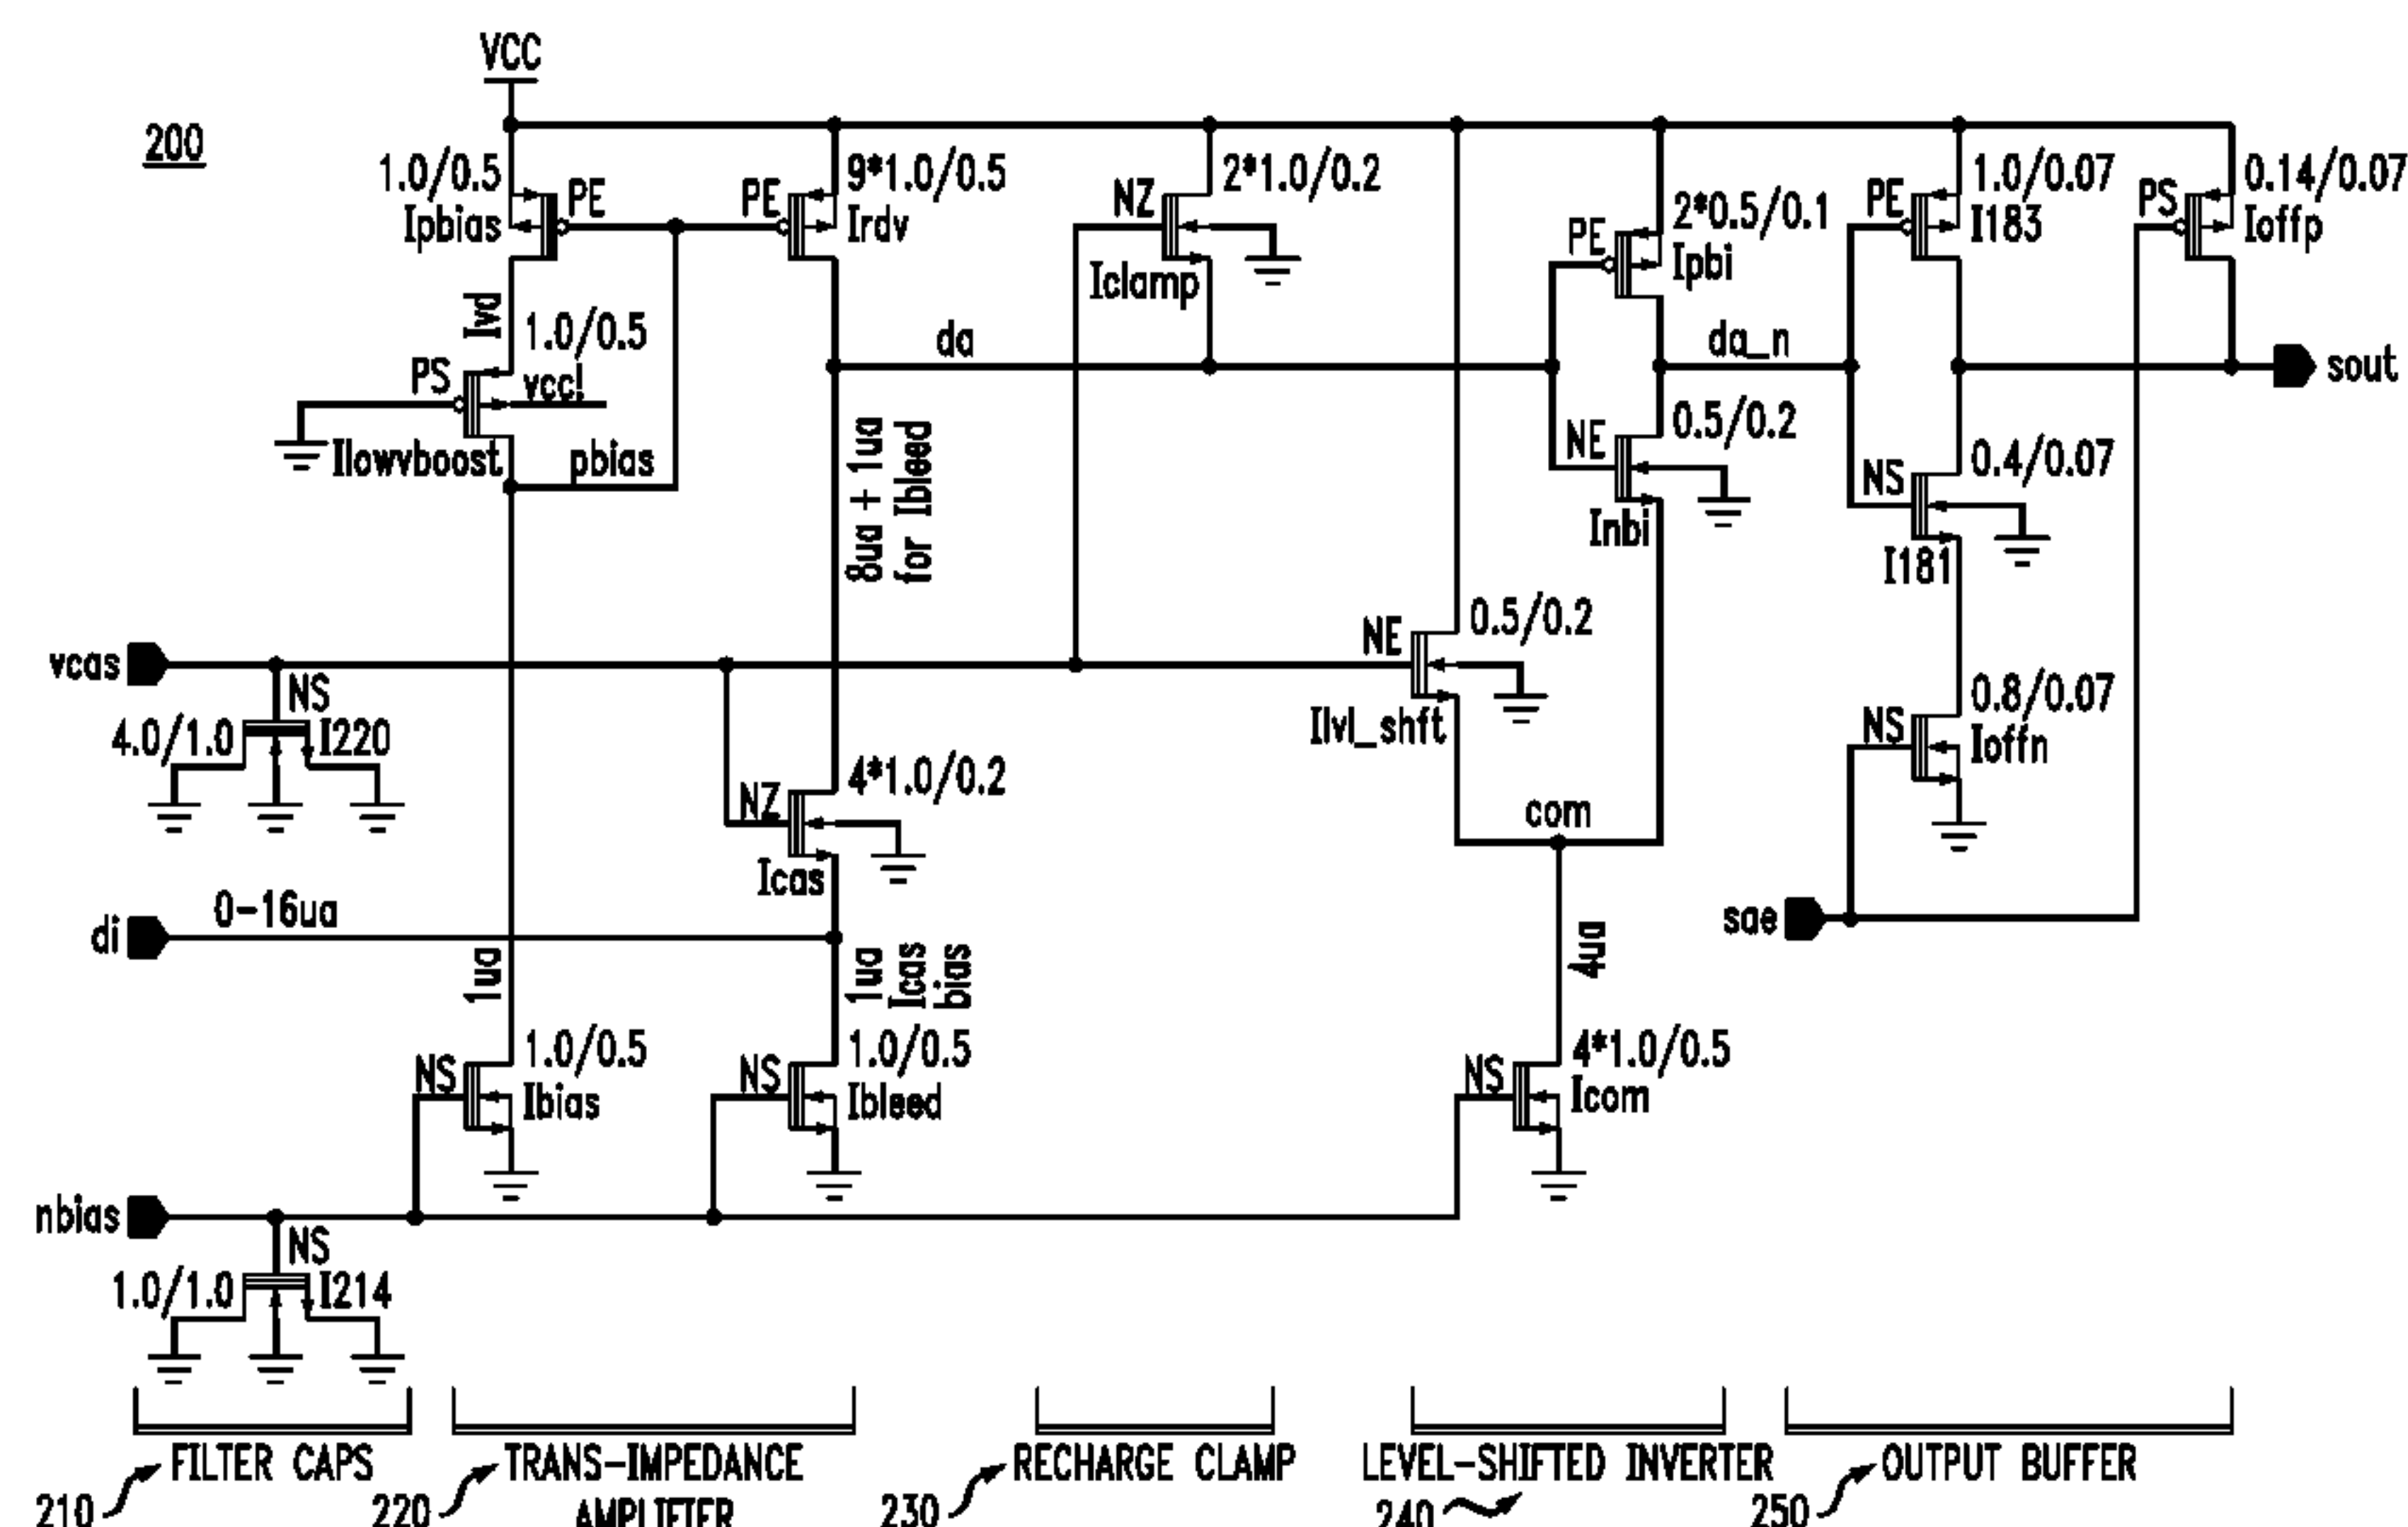 VCC
200
1.0/0.5
Ipbias
PE
PE
9*1.0/0.5
Irdv
NZ
2*1.0/0.2
Iclamp
PE
2*0.5/0.1
Ipbi
PE
1.0/0.07
I183
PS
0.14/0.07
Ioffp
Ivd
1.0/0.5
PS
vcc!
Ilowvboost
pbias
da
da_n
sout
8ua + 1ua
for Ibleed
NE
0.5/0.2
Inbi
NS
0.4/0.07
I181
vcas
NS
4.0/1.0
I220
NE
0.5/0.2
Ilvl_shft
NS
0.8/0.07
Ioffn
NZ
4*1.0/0.2
Icas
com
di
0-16ua
sae
1ua
1ua
Icas
bias
4ua
NS
1.0/0.5
Ibias
NS
1.0/0.5
Ibleed
NS
4*1.0/0.5
Icom
nbias
NS
1.0/1.0
I214
FILTER CAPS
210
TRANS-IMPEDANCE
AMPLIFIER
220
RECHARGE CLAMP
230
LEVEL-SHIFTED INVERTER
240
OUTPUT BUFFER
250